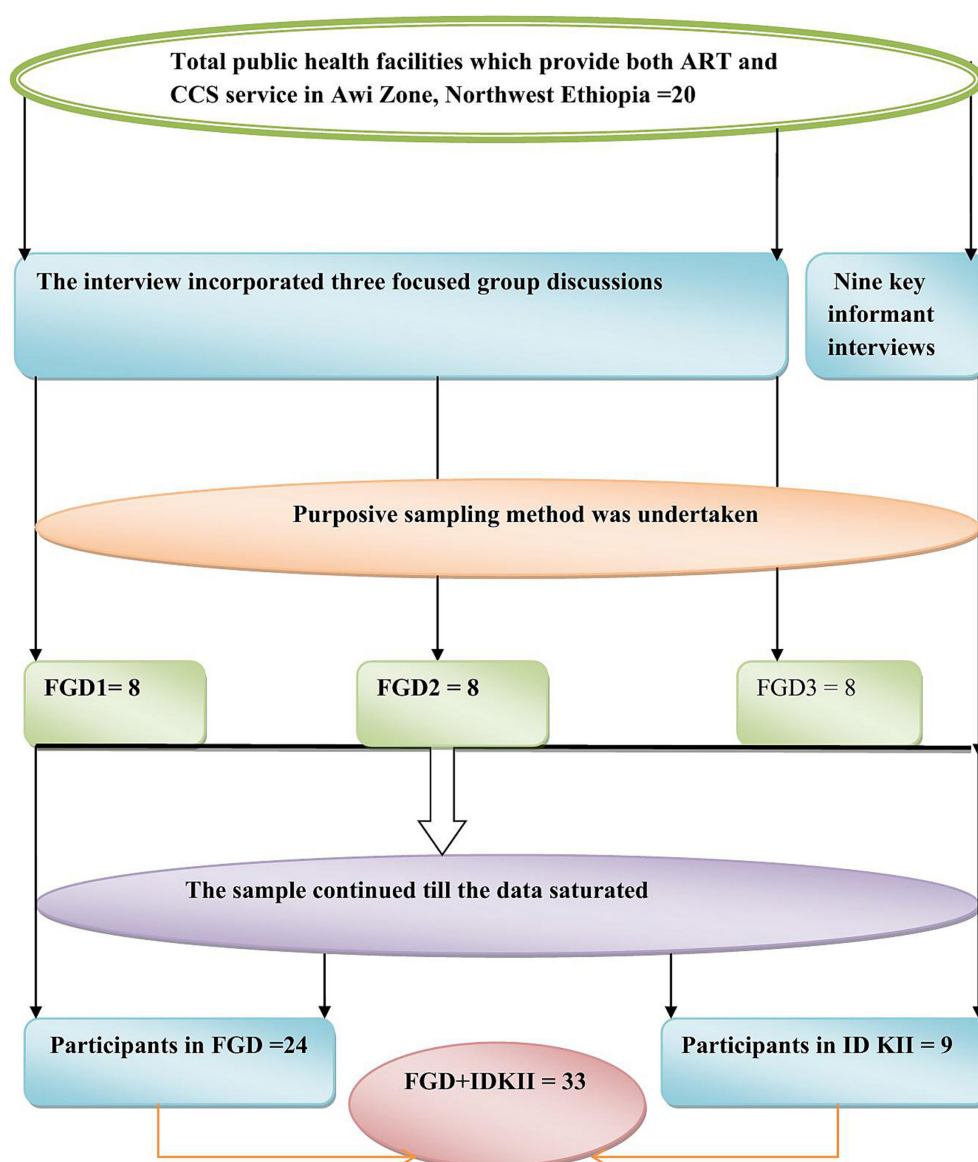 Total public health facilities which provide both ART and
CCS service in Awi Zone, Northwest Ethiopia =20
The interview incorporated three focused group discussions
Nine key
informant
interviews
Purposive sampling method was undertaken
FGD1= 8
FGD2 = 8
FGD3 = 8
The sample continued till the data saturated
Participants in FGD =24
Participants in ID KII = 9
FGD+IDKII = 33